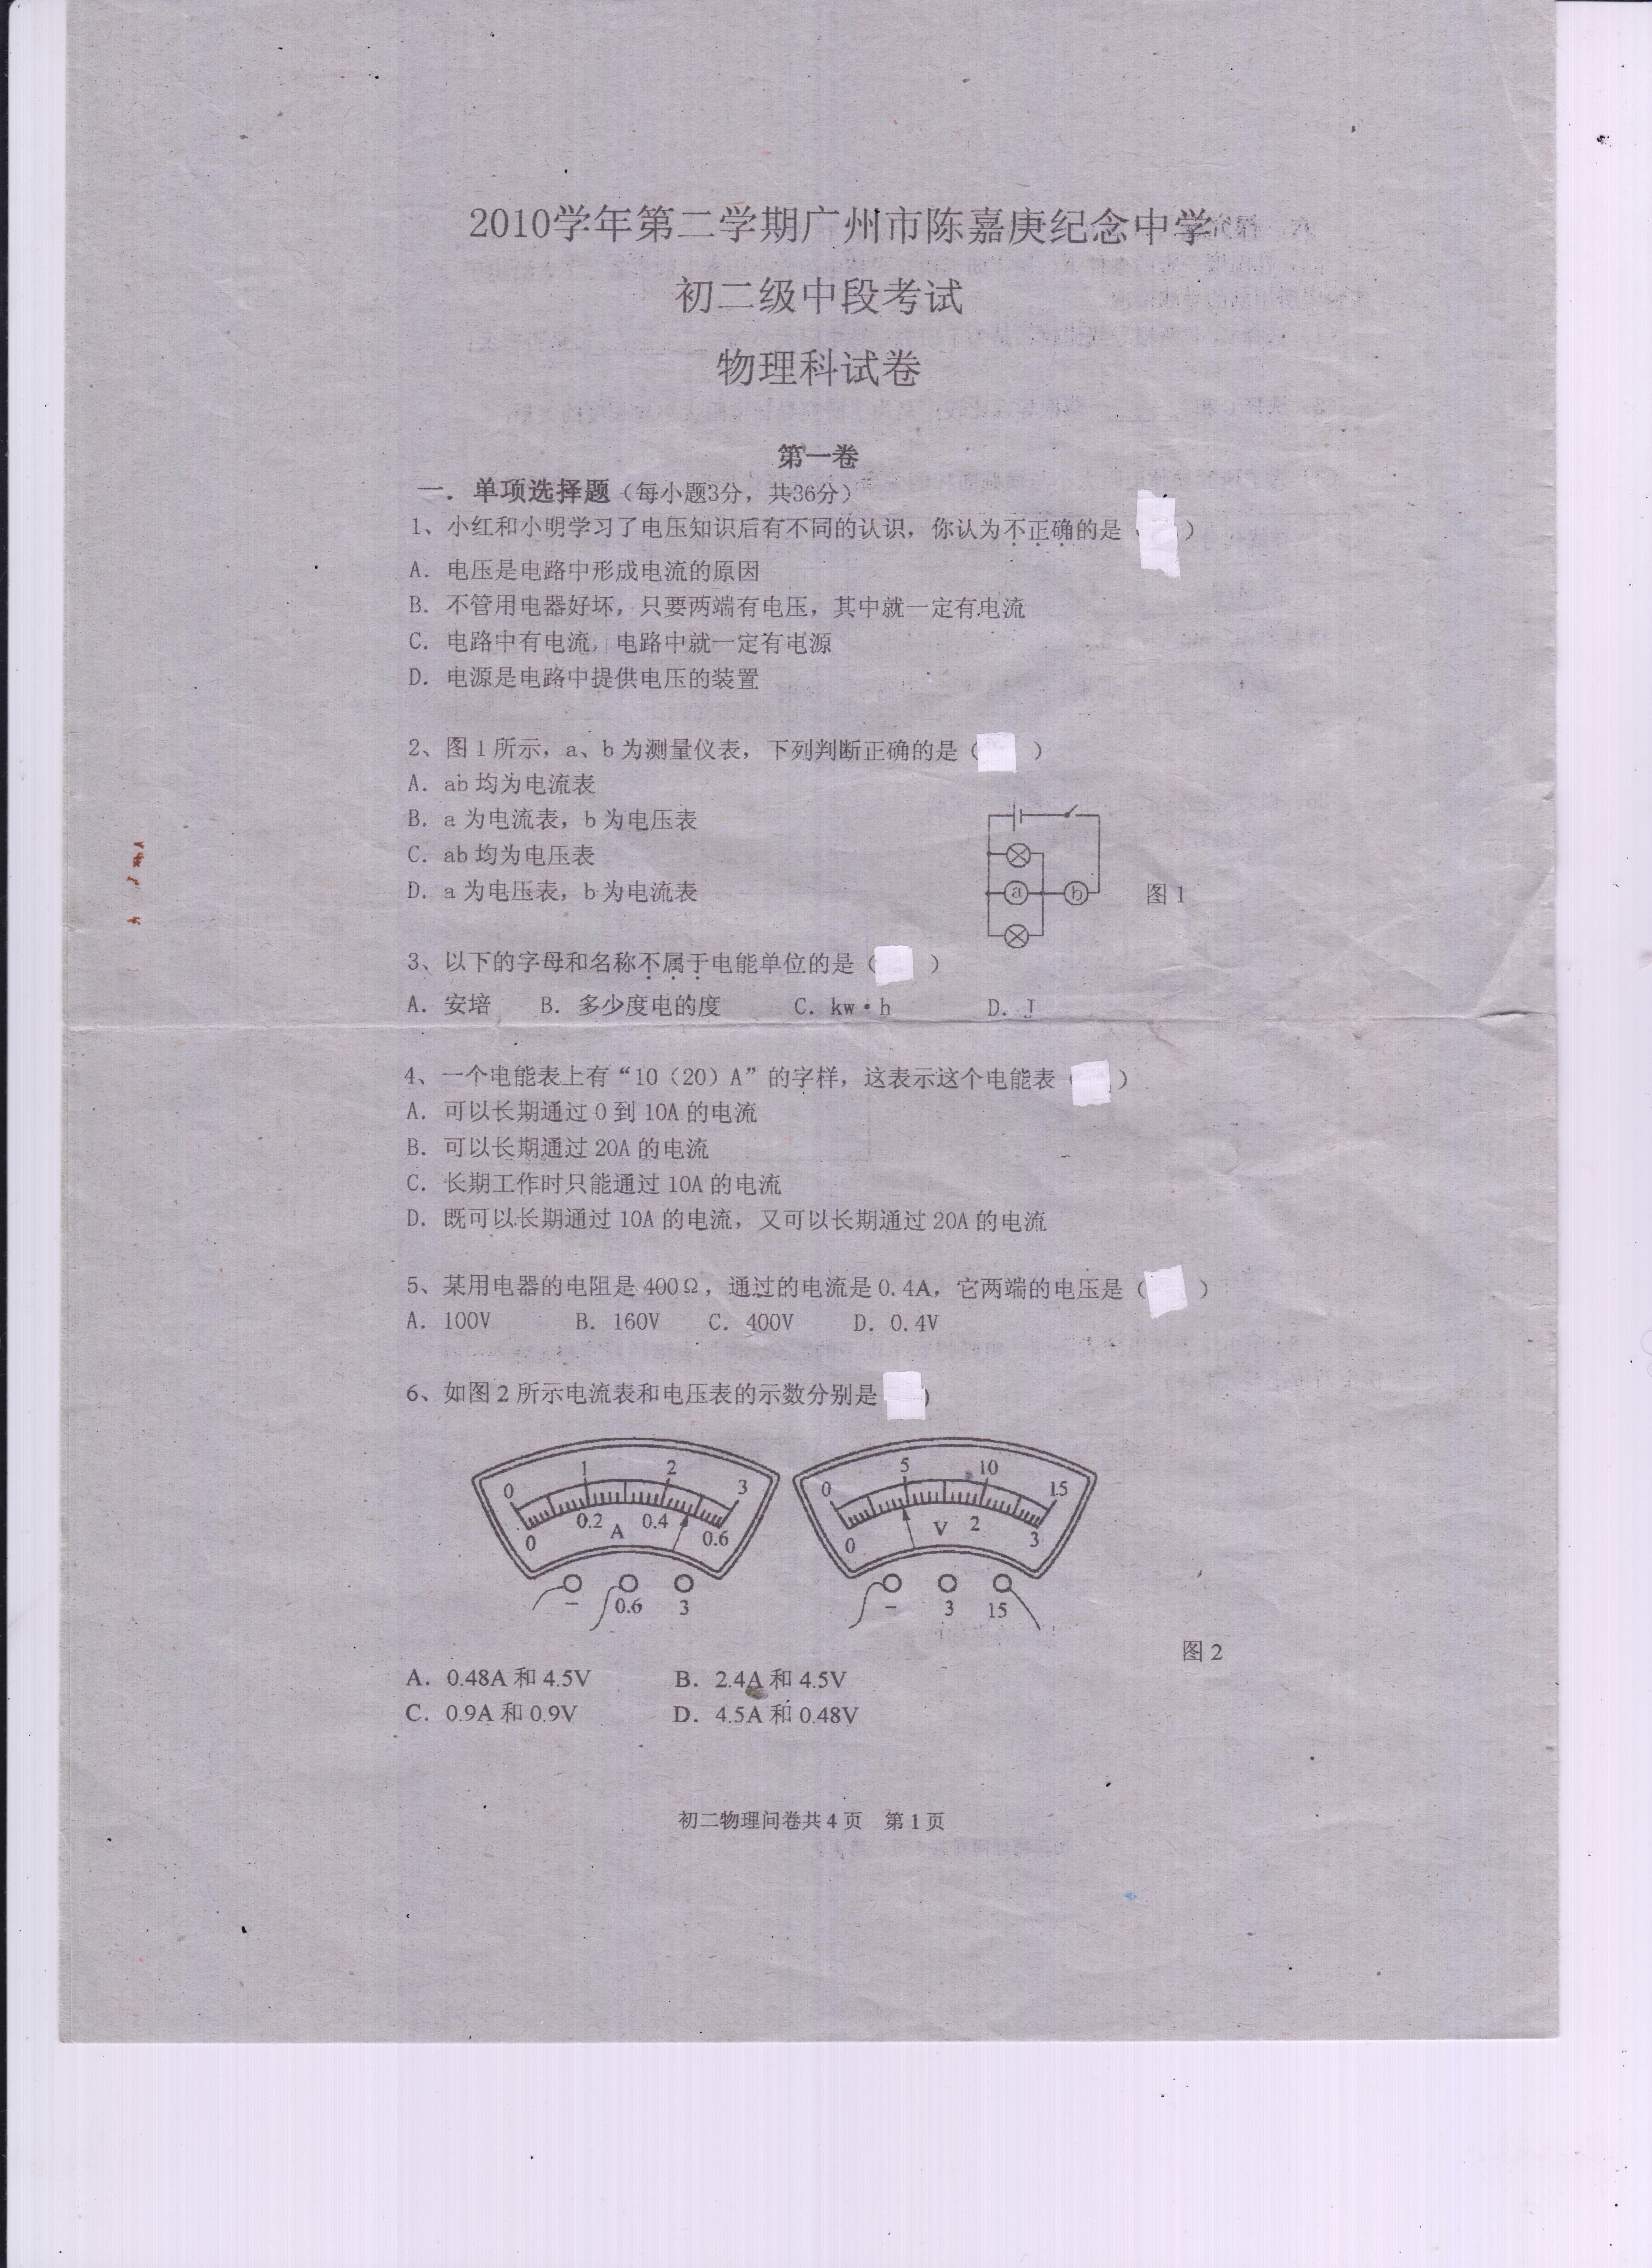 2010学年第二学期广州市陈嘉庚纪念中学
初二级中段考试
物理科试卷
第一卷
一．单项选择题（每小题3分，共36分）
1、小红和小明学习了电压知识后有不同的认识，你认为不正确的是（ ）
A．电压是电路中形成电流的原因
B．不管用电器好坏，只要两端有电压，其中就一定有电流
C．电路中有电流，电路中就一定有电源
D．电源是电路中提供电压的装置
2、图1所示，a、b为测量仪表，下列判断正确的是（ ）
A．ab均为电流表
B．a为电流表，b为电压表
C．ab均为电压表
D．a为电压表，b为电流表
a b 图1
3、以下的字母和名称不属于电能单位的是（ ）
A．安培 B．多少度电的度 C．kw·h D．J
4、一个电能表上有“10（20）A”的字样，这表示这个电能表（ ）
A．可以长期通过0到10A的电流
B．可以长期通过20A的电流
C．长期工作时只能通过10A的电流
D．既可以长期通过10A的电流，又可以长期通过20A的电流
5、某用电器的电阻是400Ω，通过的电流是0.4A，它两端的电压是（ ）
A．100V B．160V C．400V D．0.4V
6、如图2所示电流表和电压表的示数分别是 ）
0 1 2 3 0 5 10 15
0 0.2 A 0.4 0.6 0 V 2 3
− 0.6 3 − 3 15
图2
A．0.48A和4.5V B．2.4A和4.5V
C．0.9A和0.9V D．4.5A和0.48V
初二物理问卷共4页 第1页